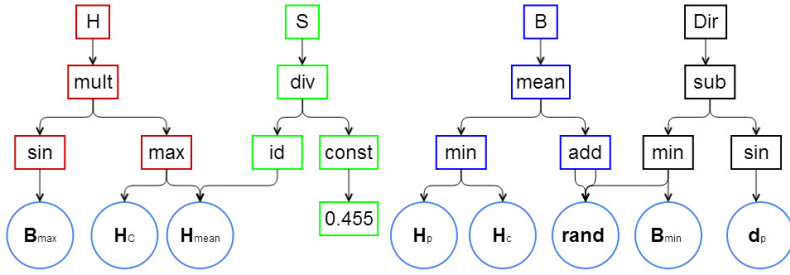 H S B Dir
mult div mean sub
sin max id const min add min sin
Bmax HC Hmean 0.455 Hp Hc rand Bmin dp